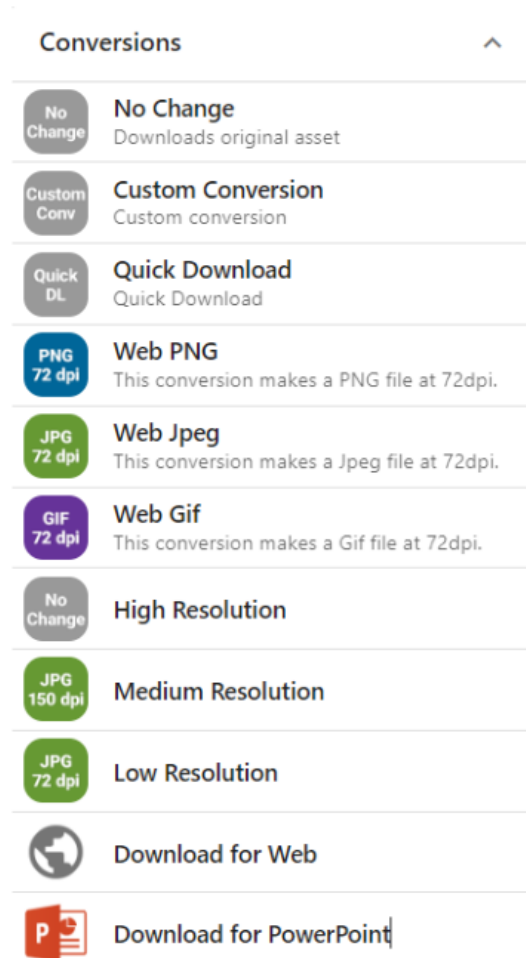 Conversions
No
Change
No Change
Downloads original asset
Custom
Conv
Custom Conversion
Custom conversion
Quick
DL
Quick Download
Quick Download
PNG
72 dpi
Web PNG
This conversion makes a PNG file at 72dpi.
JPG
72 dpi
Web Jpeg
This conversion makes a Jpeg file at 72dpi.
GIF
72 dpi
Web Gif
This conversion makes a Gif file at 72dpi.
No
Change
High Resolution
JPG
150 dpi
Medium Resolution
JPG
72 dpi
Low Resolution
Download for Web
P
Download for PowerPoint